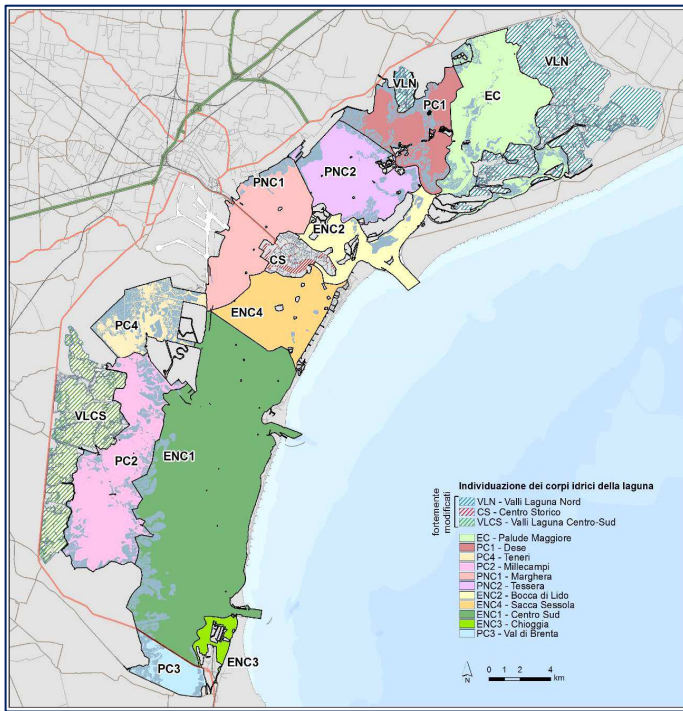 VLN
VLN
EC
PC1
PNC2
PNC1
ENC2
CS
ENC4
PC4
VLCS
PC2
ENC1
PC3
ENC3
Individuazione dei corpi idrici della laguna
fortemente
modificati
VLN - Valli Laguna Nord
CS - Centro Storico
VLCS - Valli Laguna Centro-Sud
EC - Palude Maggiore
PC1 - Dese
PC4 - Teneri
PC2 - Millecampi
PNC1 - Marghera
PNC2 - Tessera
ENC2 - Bocca di Lido
ENC4 - Sacca Sessola
ENC1 - Centro Sud
ENC3 - Chioggia
PC3 - Val di Brenta
N
0 1 2 4
km